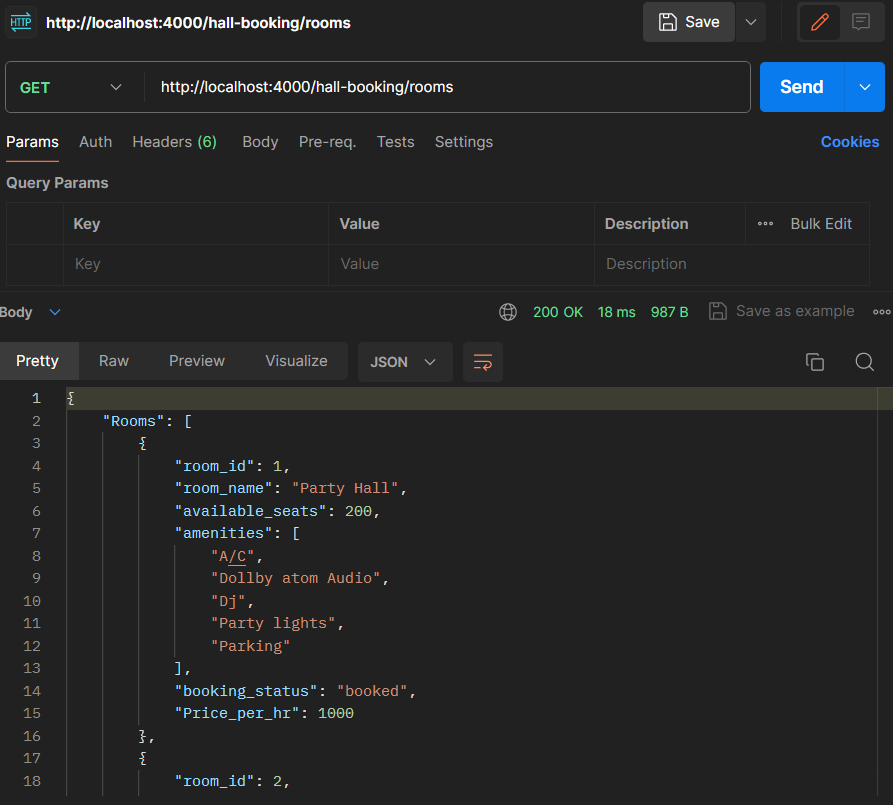 HTTP http://localhost:4000/hall-booking/rooms Save
GET http://localhost:4000/hall-booking/rooms Send
Params Auth Headers (6) Body Pre-req. Tests Settings Cookies
Query Params
Key Value Description Bulk Edit
Key Value Description
Body 200 OK 18 ms 987 B Save as example
Pretty Raw Preview Visualize JSON
1 {
2 "Rooms": [
3 {
4 "room_id": 1,
5 "room_name": "Party Hall",
6 "available_seats": 200,
7 "amenities": [
8 "A/C",
9 "Dollby atom Audio",
10 "Dj",
11 "Party lights",
12 "Parking"
13 ],
14 "booking_status": "booked",
15 "Price_per_hr": 1000
16 },
17 {
18 "room_id": 2,